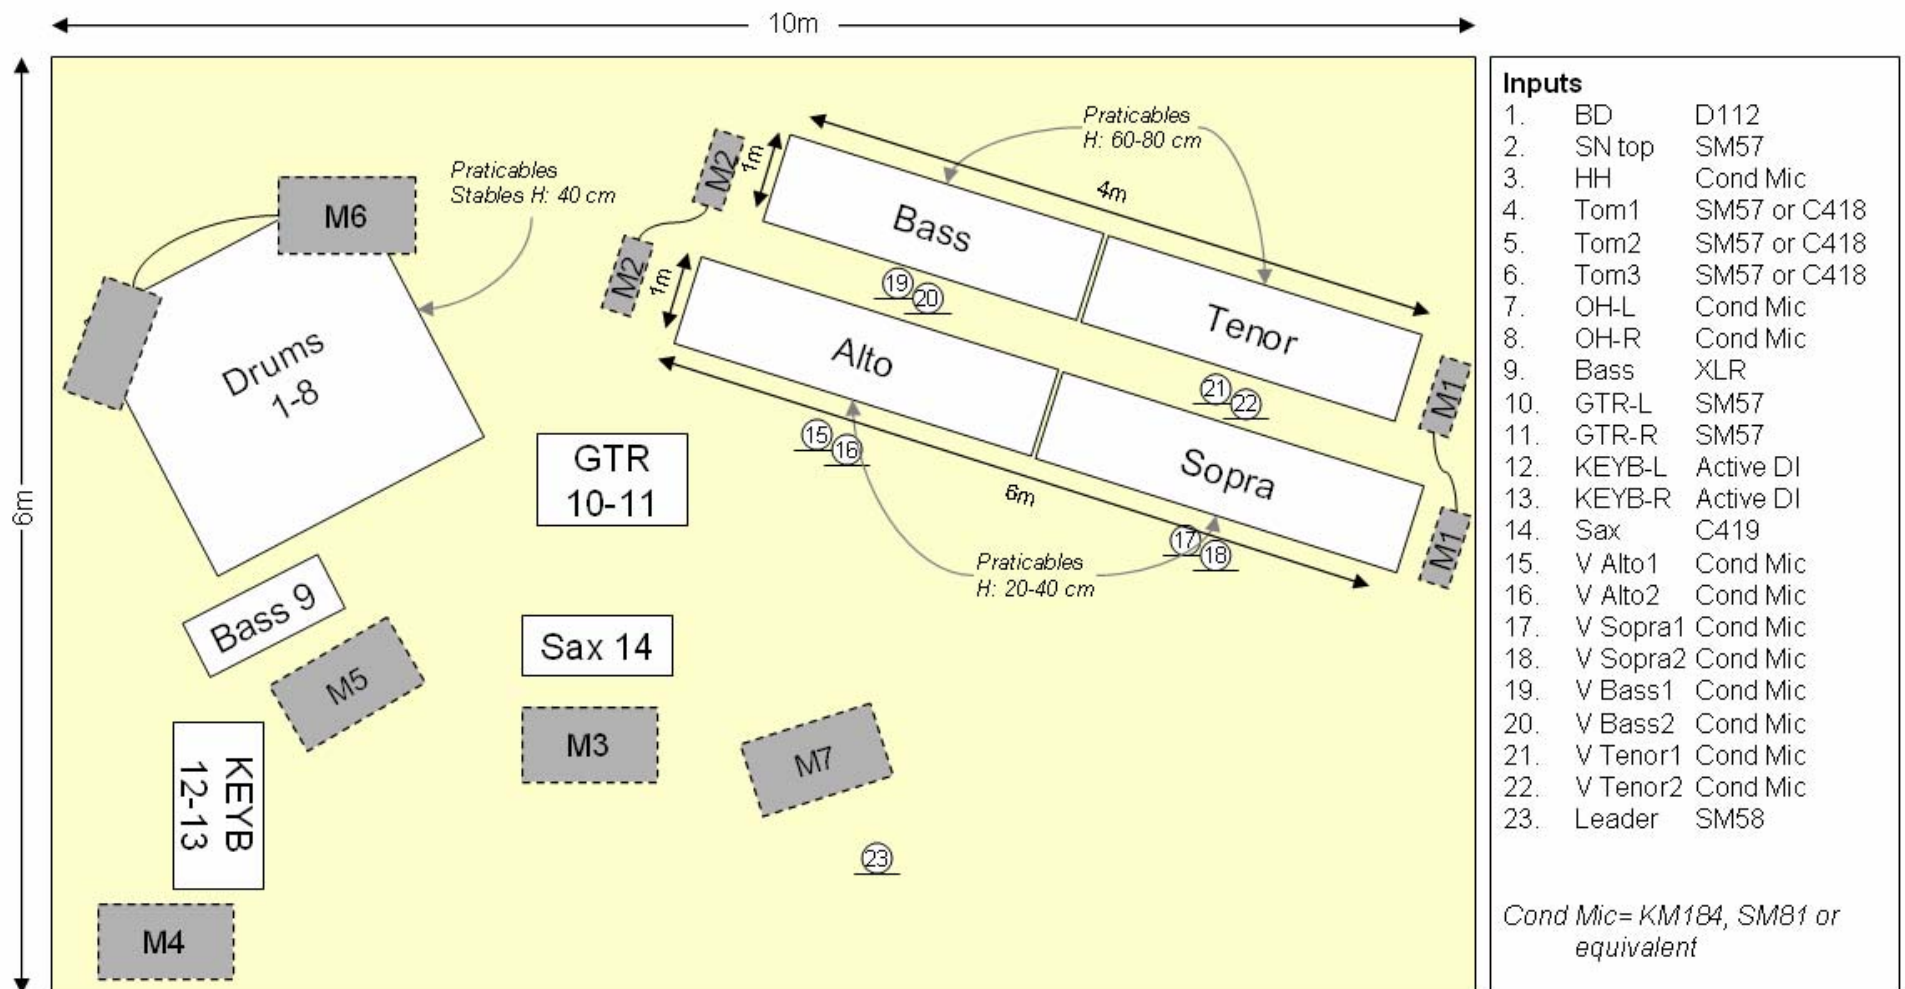 10m
6m
Praticables
Stables H: 40 cm
M6
Drums
1-8
M2
M2
1m
1m
Praticables
H: 60-80 cm
4m
Bass
Tenor
19
20
21
22
Alto
Sopra
15
16
17
18
6m
Praticables
H: 20-40 cm
M1
M1
GTR
10-11
Bass 9
M5
Sax 14
M3
M7
KEYB
12-13
M4
23
Inputs
1. BD D112
2. SN top SM57
3. HH Cond Mic
4. Tom1 SM57 or C418
5. Tom2 SM57 or C418
6. Tom3 SM57 or C418
7. OH-L Cond Mic
8. OH-R Cond Mic
9. Bass XLR
10. GTR-L SM57
11. GTR-R SM57
12. KEYB-L Active DI
13. KEYB-R Active DI
14. Sax C419
15. V Alto1 Cond Mic
16. V Alto2 Cond Mic
17. V Sopra1 Cond Mic
18. V Sopra2 Cond Mic
19. V Bass1 Cond Mic
20. V Bass2 Cond Mic
21. V Tenor1 Cond Mic
22. V Tenor2 Cond Mic
23. Leader SM58
Cond Mic= KM184, SM81 or
equivalent